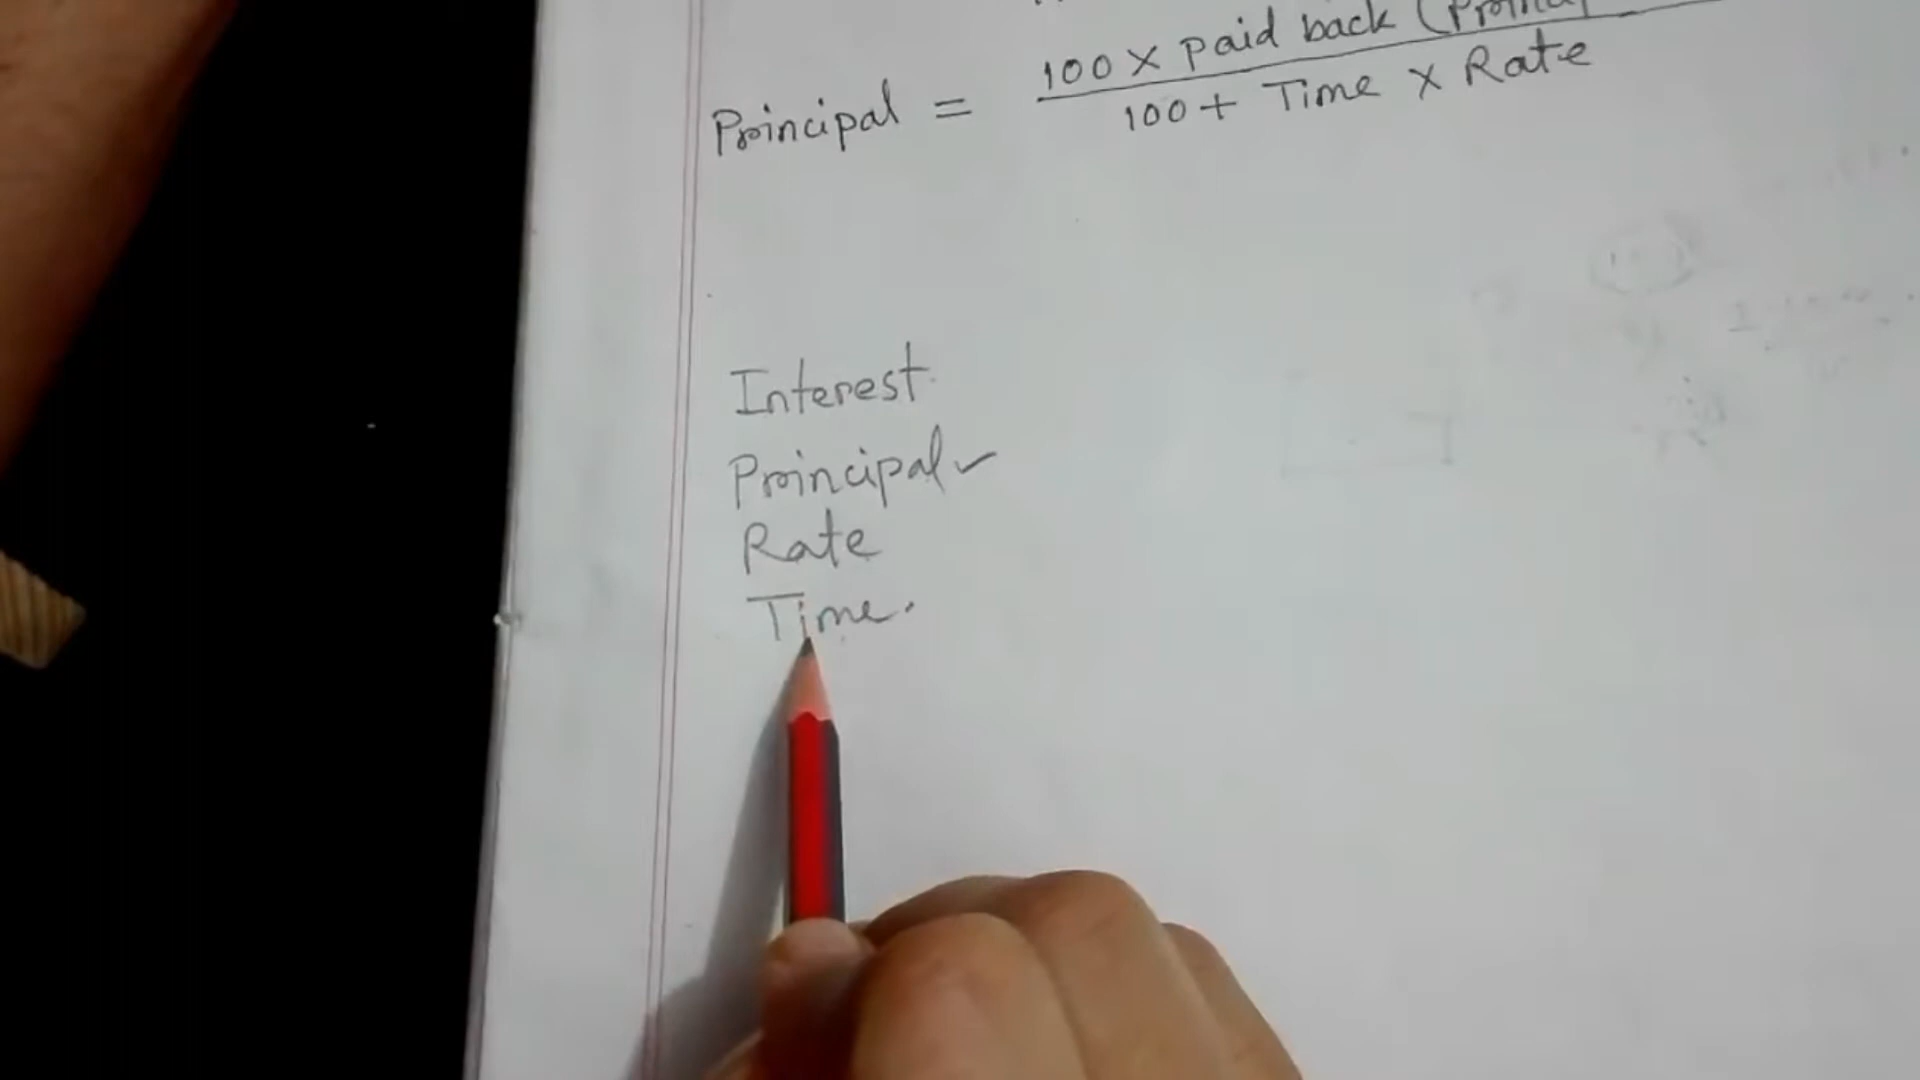 100 × paid back
Principal =
100 + Time × Rate
Interest
Principal ✓
Rate
Time.